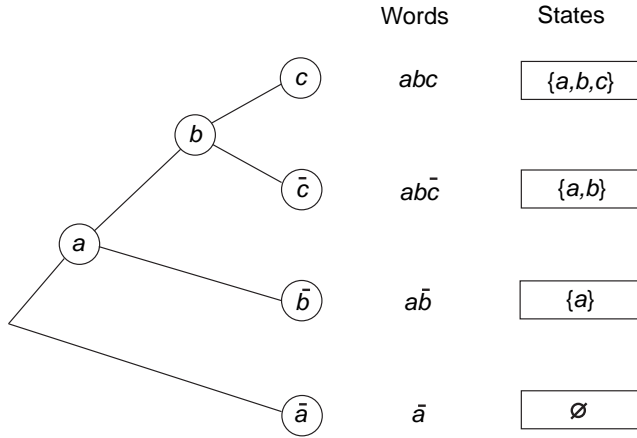 Words States
c abc {a,b,c}
b
c̄ abc̄ {a,b}
a
b̄ ab̄ {a}
ā ā ∅